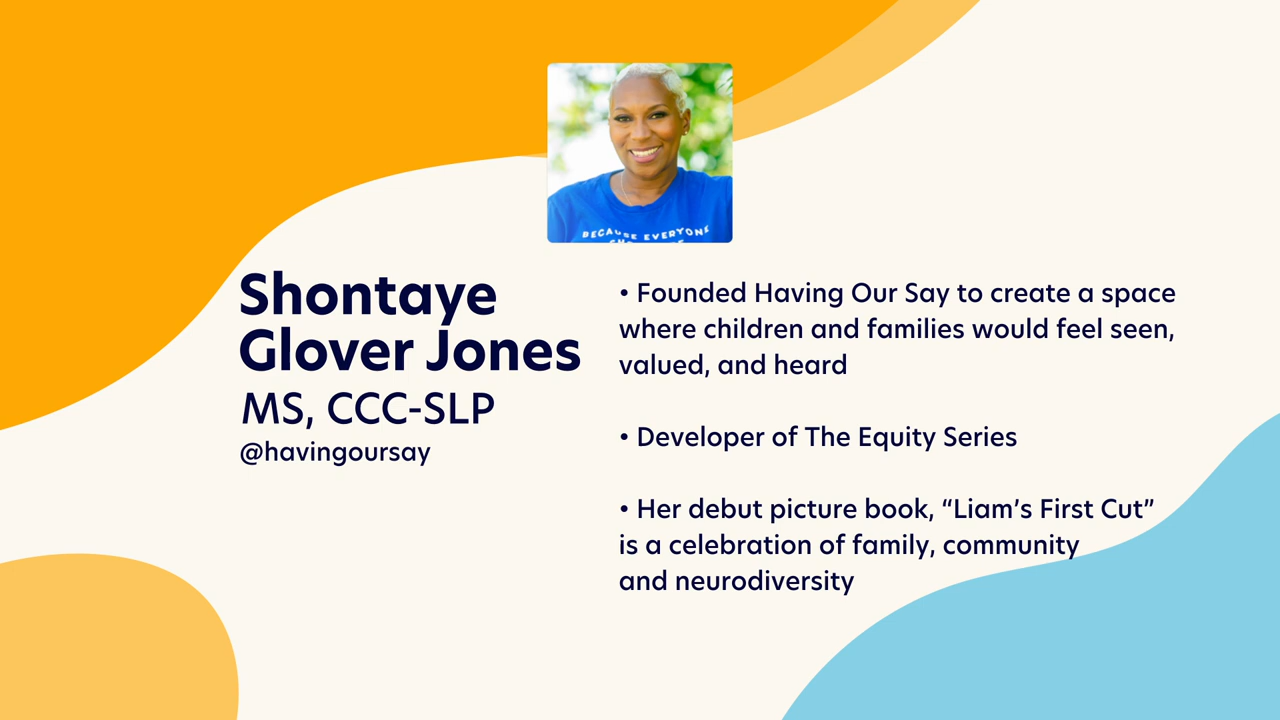 BECAUSE EVERYONE
Shontaye
Glover Jones
MS, CCC-SLP
@havingoursay
• Founded Having Our Say to create a space
where children and families would feel seen,
valued, and heard
• Developer of The Equity Series
• Her debut picture book, “Liam’s First Cut”
is a celebration of family, community
and neurodiversity